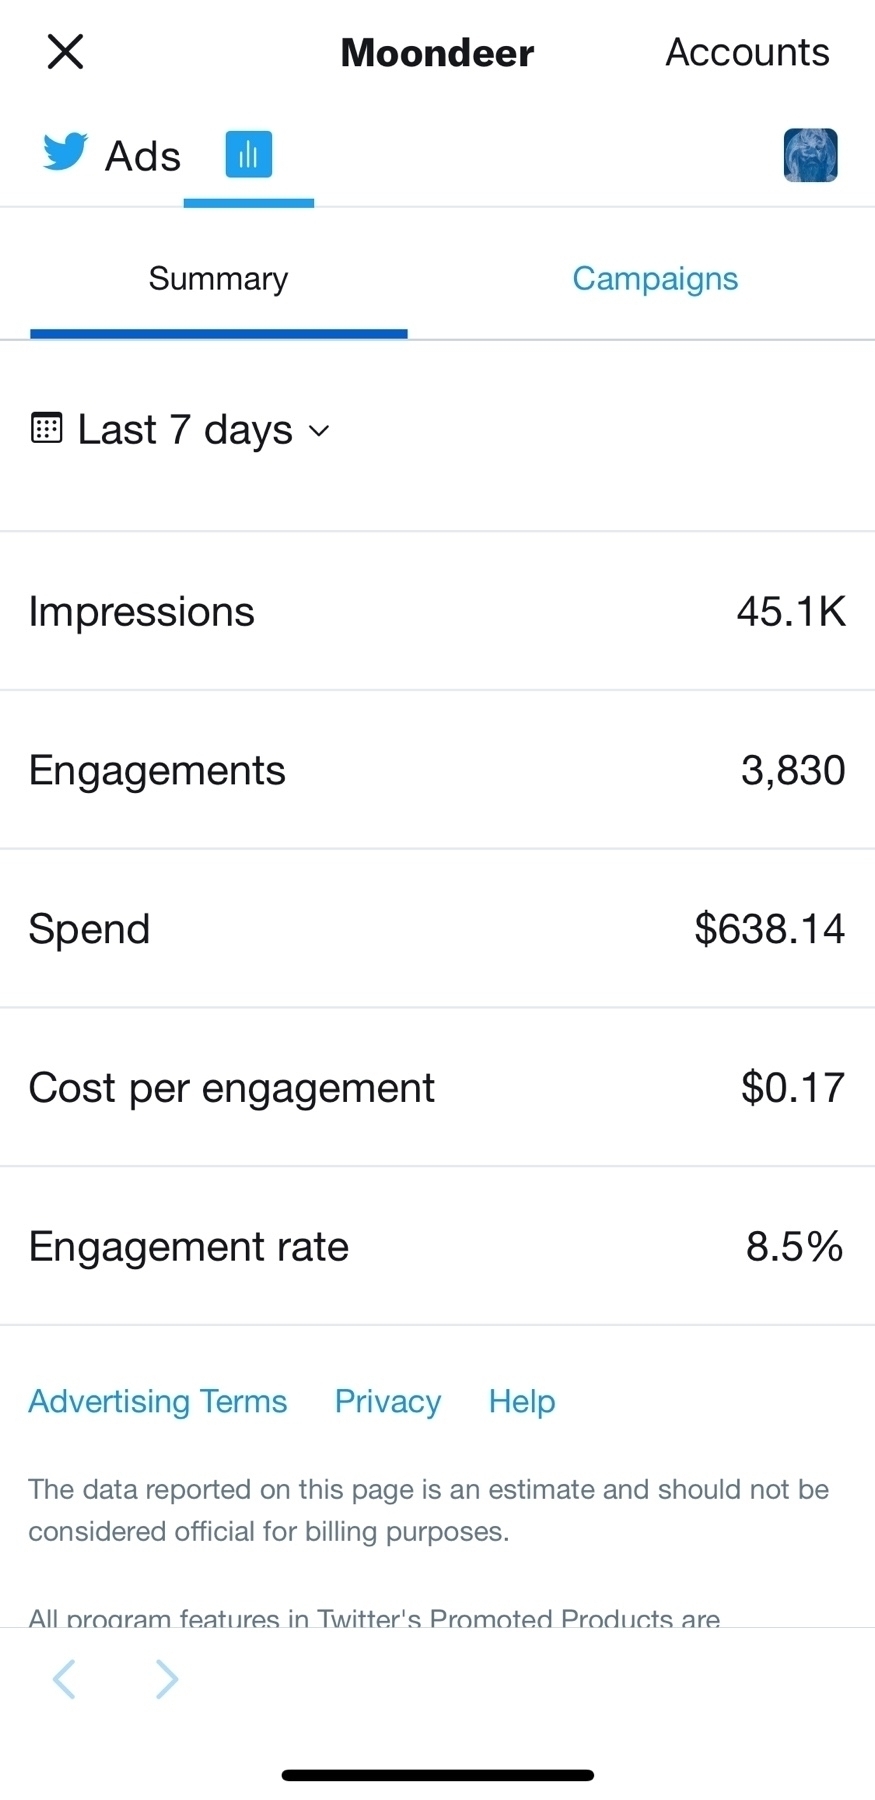 Moondeer
Accounts
Ads
Summary
Campaigns
Last 7 days
Impressions 45.1K
Engagements 3,830
Spend $638.14
Cost per engagement $0.17
Engagement rate 8.5%
Advertising Terms Privacy Help
The data reported on this page is an estimate and should not be
considered official for billing purposes.
All program features in Twitter's Promoted Products are